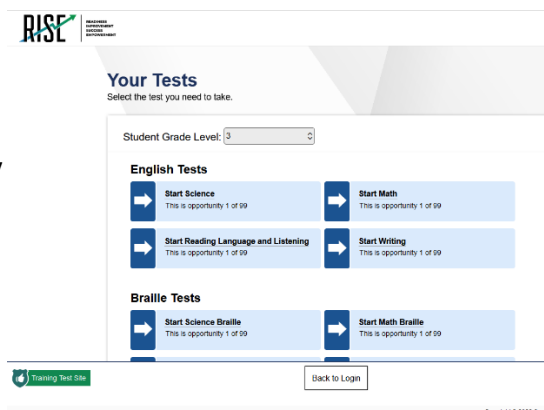 RISE
READINESS
IMPROVEMENT
SUCCESS
EMPOWERMENT
Your Tests
Select the test you need to take.
Student Grade Level: 3
English Tests
Start Science
This is opportunity 1 of 99
Start Math
This is opportunity 1 of 99
Start Reading Language and Listening
This is opportunity 1 of 99
Start Writing
This is opportunity 1 of 99
Braille Tests
Start Science Braille
This is opportunity 1 of 99
Start Math Braille
This is opportunity 1 of 99
Training Test Site
Back to Login